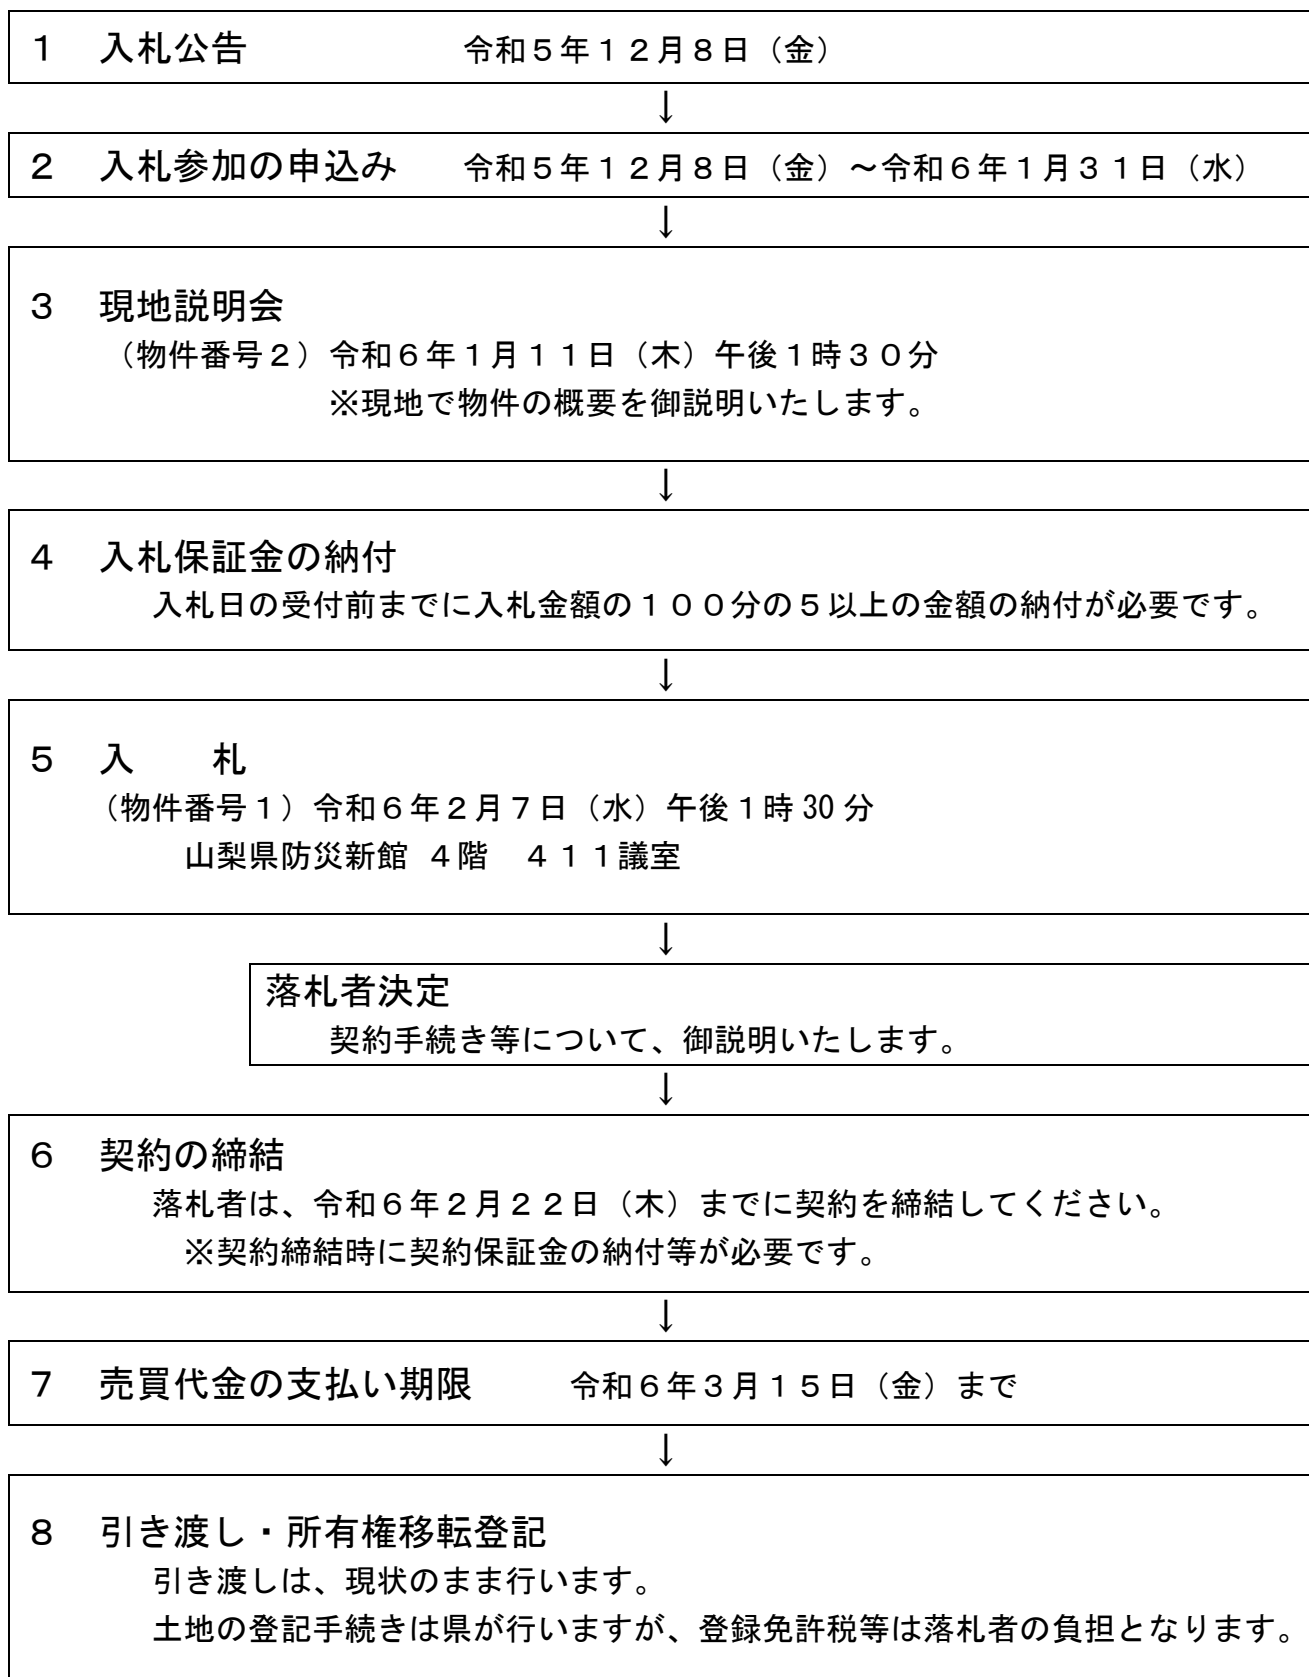 １　入札公告　　　　　　令和５年１２月８日（金）
↓
２　入札参加の申込み　　令和５年１２月８日（金）～令和６年１月３１日（水）
↓
３　現地説明会
（物件番号２）令和６年１月１１日（木）午後１時３０分
※現地で物件の概要を御説明いたします。
↓
４　入札保証金の納付
入札日の受付前までに入札金額の１００分の５以上の金額の納付が必要です。
↓
５　入　　札
（物件番号１）令和６年２月７日（水）午後１時30分
山梨県防災新館 ４階　４１１議室
↓
落札者決定
契約手続き等について、御説明いたします。
↓
６　契約の締結
落札者は、令和６年２月２２日（木）までに契約を締結してください。
※契約締結時に契約保証金の納付等が必要です。
↓
７　売買代金の支払い期限　　　令和６年３月１５日（金）まで
↓
８　引き渡し・所有権移転登記
引き渡しは、現状のまま行います。
土地の登記手続きは県が行いますが、登録免許税等は落札者の負担となります。